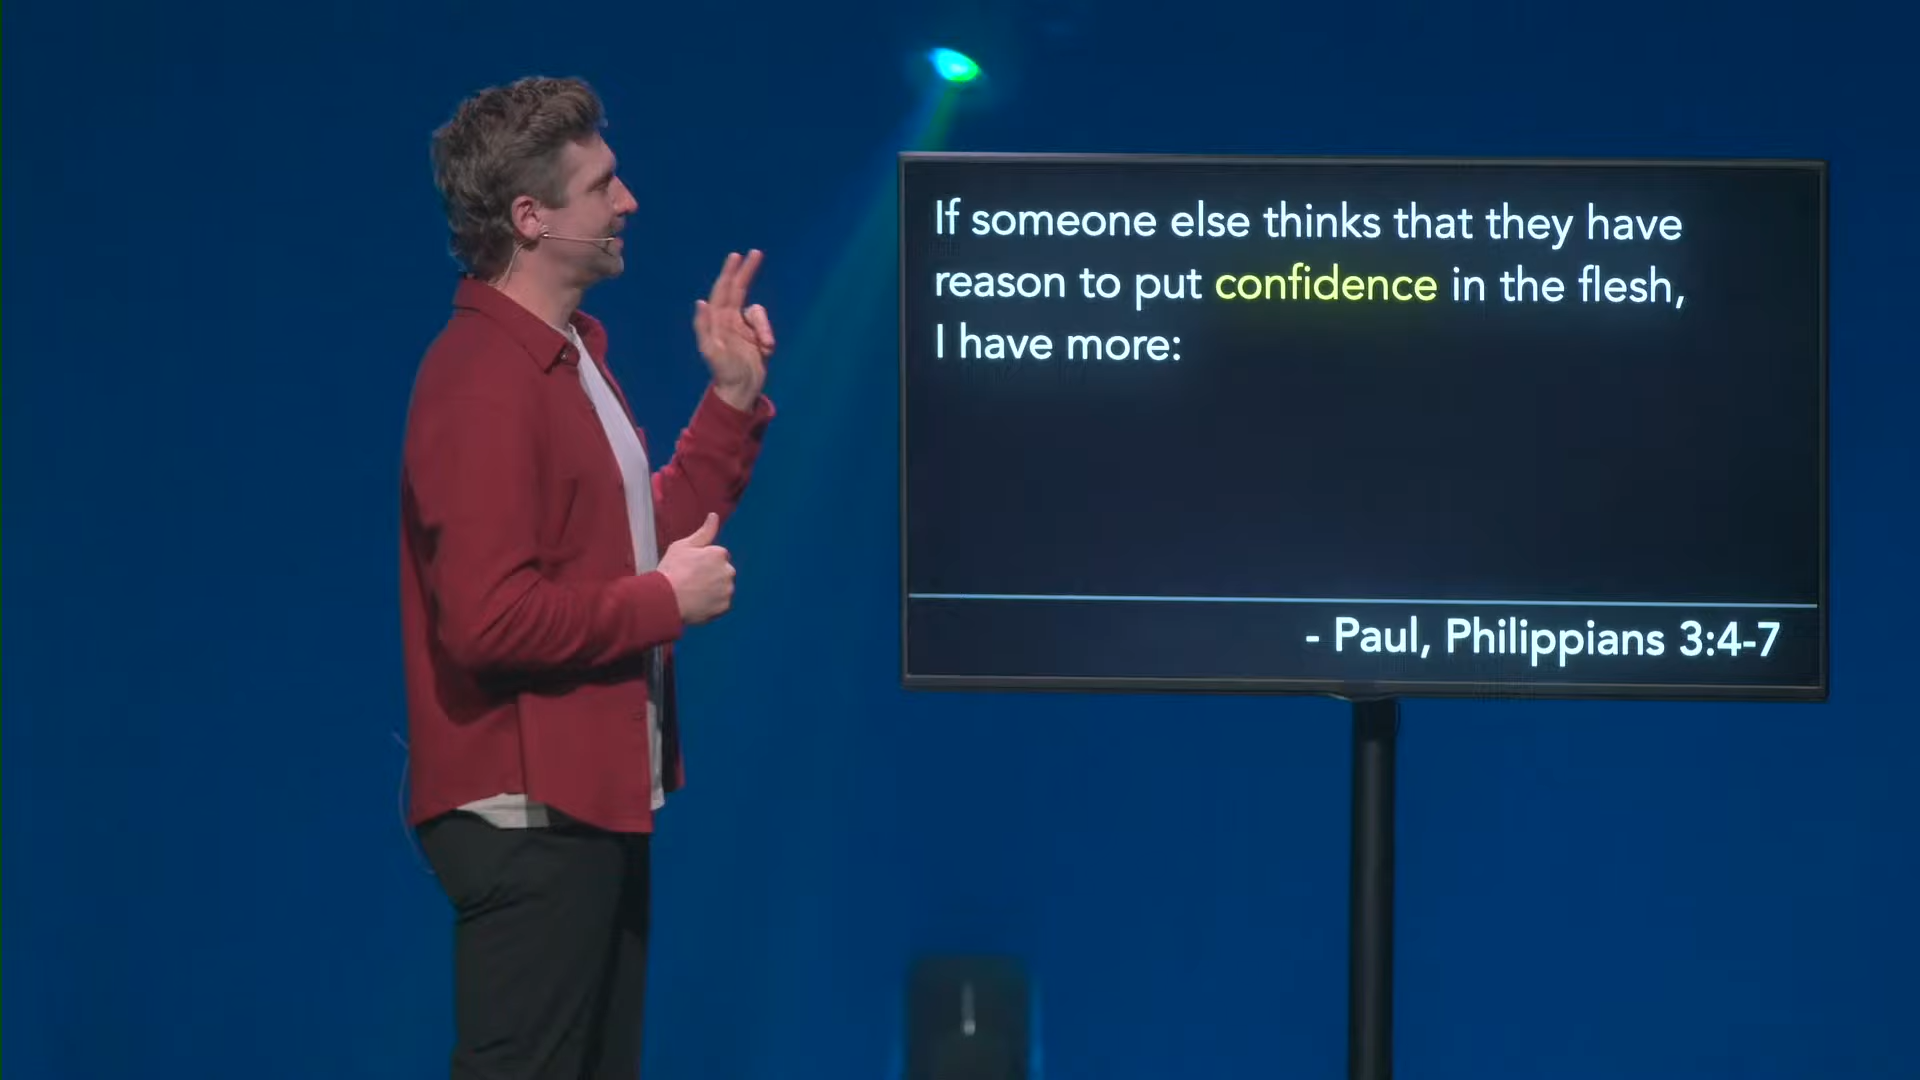 If someone else thinks that they have
reason to put confidence in the flesh,
I have more:
- Paul, Philippians 3:4-7